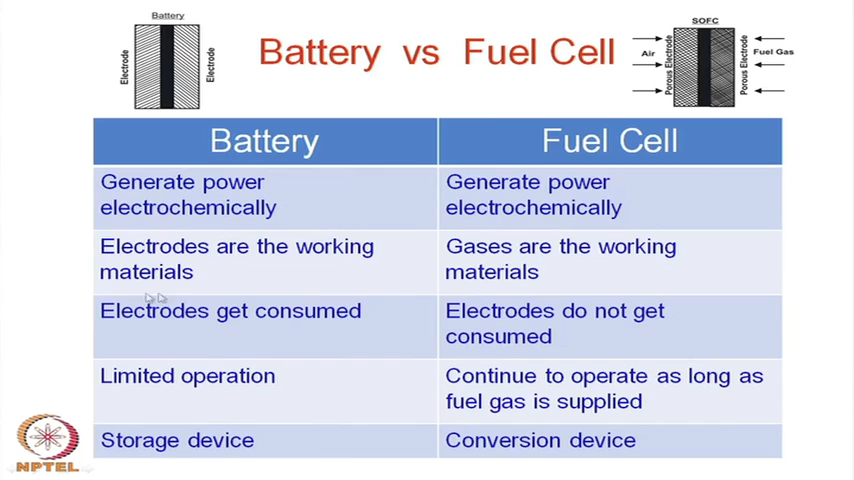 Battery
Electrode
Electrode
Battery vs Fuel Cell
SOFC
Air
Porous Electrode
Porous Electrode
Fuel Gas
Battery
Fuel Cell
Generate power
electrochemically
Generate power
electrochemically
Electrodes are the working
materials
Gases are the working
materials
Electrodes get consumed
Electrodes do not get
consumed
Limited operation
Continue to operate as long as
fuel gas is supplied
Storage device
Conversion device
NPTEL